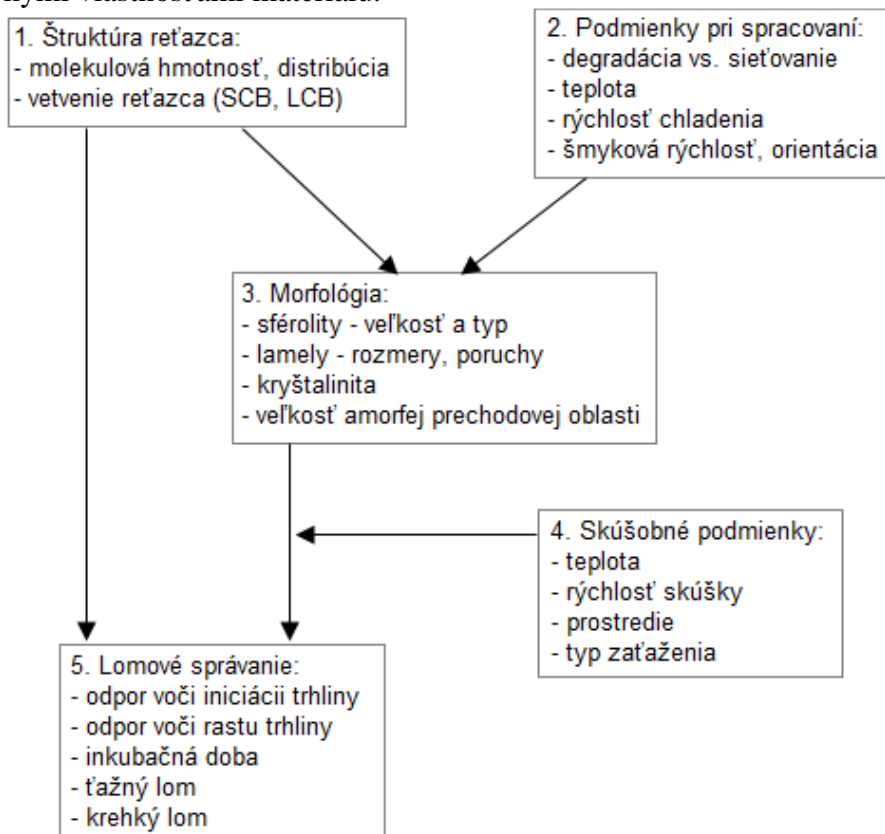 vlastnosťami materiálu.
1. Štruktúra reťazca:
- molekulová hmotnosť, distribúcia
- vetvenie reťazca (SCB, LCB)
2. Podmienky pri spracovaní:
- degradácia vs. sieťovanie
- teplota
- rýchlosť chladenia
- šmyková rýchlosť, orientácia
3. Morfológia:
- sférolity - veľkosť a typ
- lamely - rozmery, poruchy
- kryštalinita
- veľkosť amorfej prechodovej oblasti
4. Skúšobné podmienky:
- teplota
- rýchlosť skúšky
- prostredie
- typ zaťaženia
5. Lomové správanie:
- odpor voči iniciácii trhliny
- odpor voči rastu trhliny
- inkubačná doba
- ťažný lom
- krehký lom